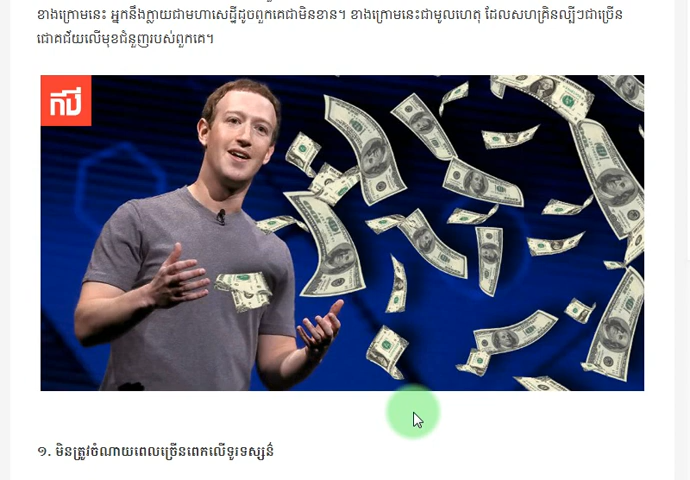 ខាងក្រោមនេះ អ្នកនឹងក្លាយជាមហាសេដ្ឋីដូចពួកគេជាមិនខាន។ ខាងក្រោមនេះជាមូលហេតុ ដែលសហគ្រិនល្បីៗជាច្រើន
ជោគជ័យលើមុខជំនួញរបស់ពួកគេ។
១. មិនត្រូវចំណាយពេលច្រើនពេកលើទូរទស្សន៌